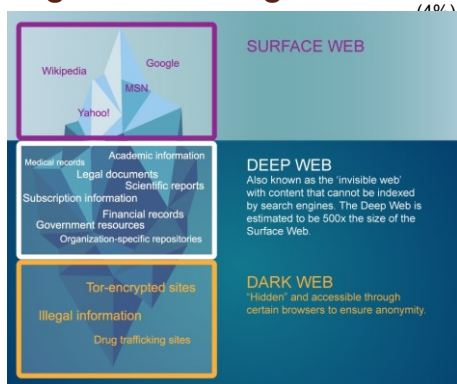 (4%)
SURFACE WEB
Wikipedia
Google
MSN
Yahoo!
Medical records
Academic information
Legal documents
Scientific reports
Subscription information
Financial records
Government resources
Organization-specific repositories
DEEP WEB
Also known as the 'invisible web'
with content that cannot be indexed
by search engines. The Deep Web is
estimated to be 500x the size of the
Surface Web.
Tor-encrypted sites
Illegal information
Drug trafficking sites
DARK WEB
"Hidden" and accessible through
certain browsers to ensure anonymity.